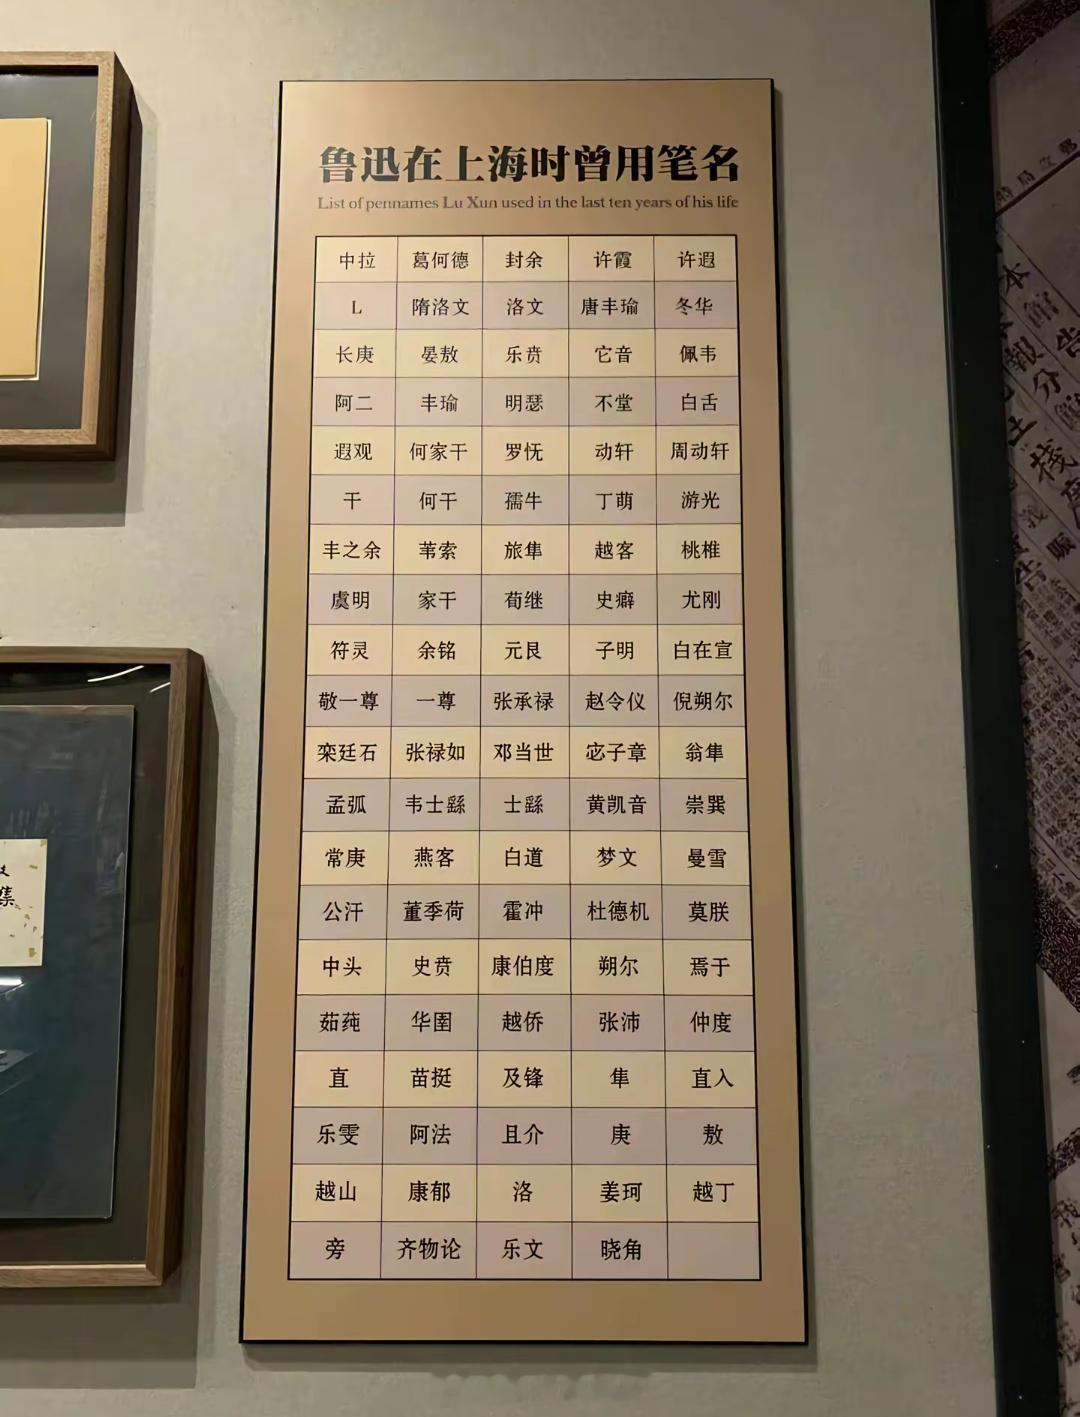 鲁迅在上海时曾用笔名
List of pennames Lu Xun used in the last ten years of his life
中拉 葛何德 封余 许霞 许遐
L 隋洛文 洛文 唐丰瑜 冬华
长庚 晏敖 乐贲 它音 佩韦
阿二 丰瑜 明瑟 不堂 白舌
遐观 何家干 罗怃 动轩 周动轩
干 何干 孺牛 丁萌 游光
丰之余 苇索 旅隼 越客 桃椎
虞明 家干 荀继 史癖 尤刚
符灵 余铭 元艮 子明 白在宣
敬一尊 一尊 张承禄 赵令仪 倪朔尔
栾廷石 张禄如 邓当世 宓子章 翁隼
孟弧 韦士繇 士繇 黄凯音 崇巽
常庚 燕客 白道 梦文 曼雪
公汗 董季荷 霍冲 杜德机 莫朕
中头 史贲 康伯度 朔尔 焉于
茹莼 华圉 越侨 张沛 仲度
直 苗挺 及锋 隼 直入
乐雯 阿法 且介 庚 敖
越山 康郁 洛 姜珂 越丁
旁 齐物论 乐文 晓角
集
本館
報分館
告